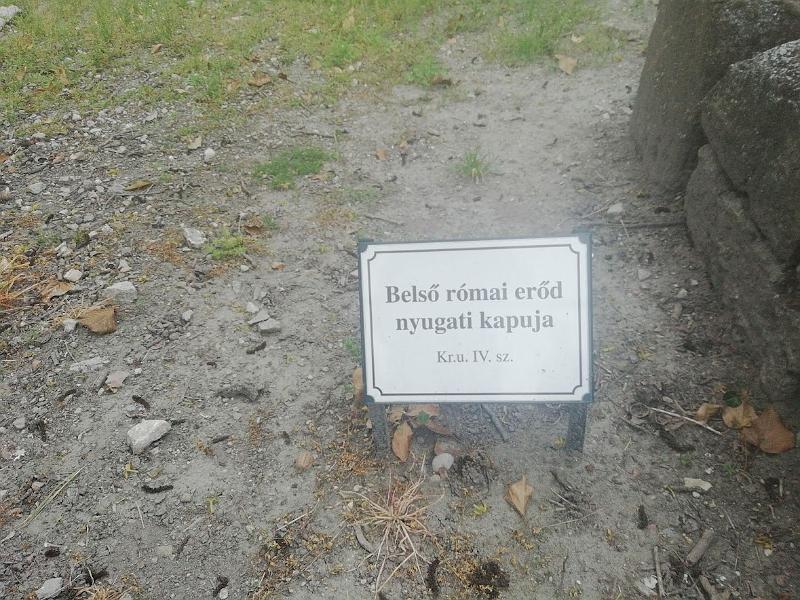 Belső római erőd
nyugati kapuja
Kr.u. IV. sz.